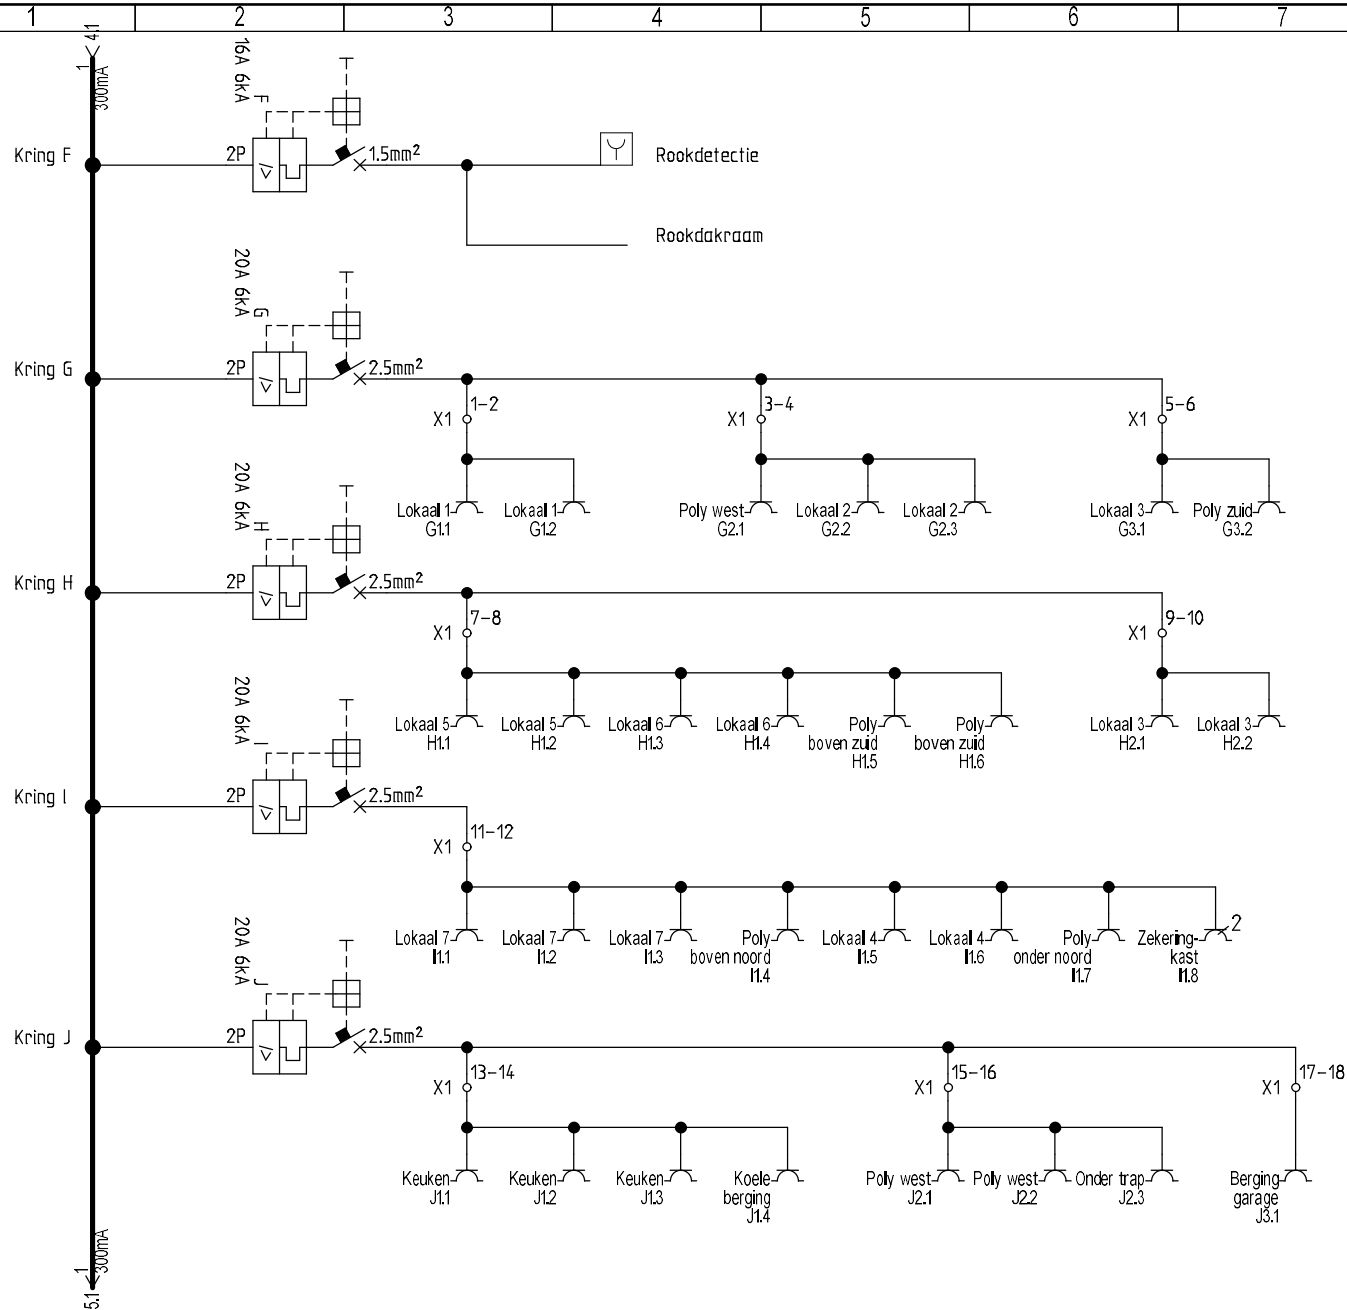 1 2 3 4 5 6 7
4.1
1
300mA
16A 6kA
F
Kring F
2P
1.5mm²
Rookdetectie
Rookdakraam
20A 6kA
G
Kring G
2P
2.5mm²
X1
1-2
X1
3-4
X1
5-6
Lokaal 1
G1.1
Lokaal 1
G1.2
Poly west
G2.1
Lokaal 2
G2.2
Lokaal 2
G2.3
Lokaal 3
G3.1
Poly zuid
G3.2
20A 6kA
H
Kring H
2P
2.5mm²
X1
7-8
X1
9-10
Lokaal 5
H1.1
Lokaal 5
H1.2
Lokaal 6
H1.3
Lokaal 6
H1.4
Poly
boven zuid
H1.5
Poly
boven zuid
H1.6
Lokaal 3
H2.1
Lokaal 3
H2.2
20A 6kA
I
Kring I
2P
2.5mm²
X1
11-12
Lokaal 7
I1.1
Lokaal 7
I1.2
Lokaal 7
I1.3
Poly
boven noord
I1.4
Lokaal 4
I1.5
Lokaal 4
I1.6
Poly
onder noord
I1.7
Zekering-
kast
I1.8
2
20A 6kA
J
Kring J
2P
2.5mm²
X1
13-14
X1
15-16
X1
17-18
Keuken
J1.1
Keuken
J1.2
Keuken
J1.3
Koele
berging
J1.4
Poly west
J2.1
Poly west
J2.2
Onder trap
J2.3
Berging
garage
J3.1
1
300mA
5.1